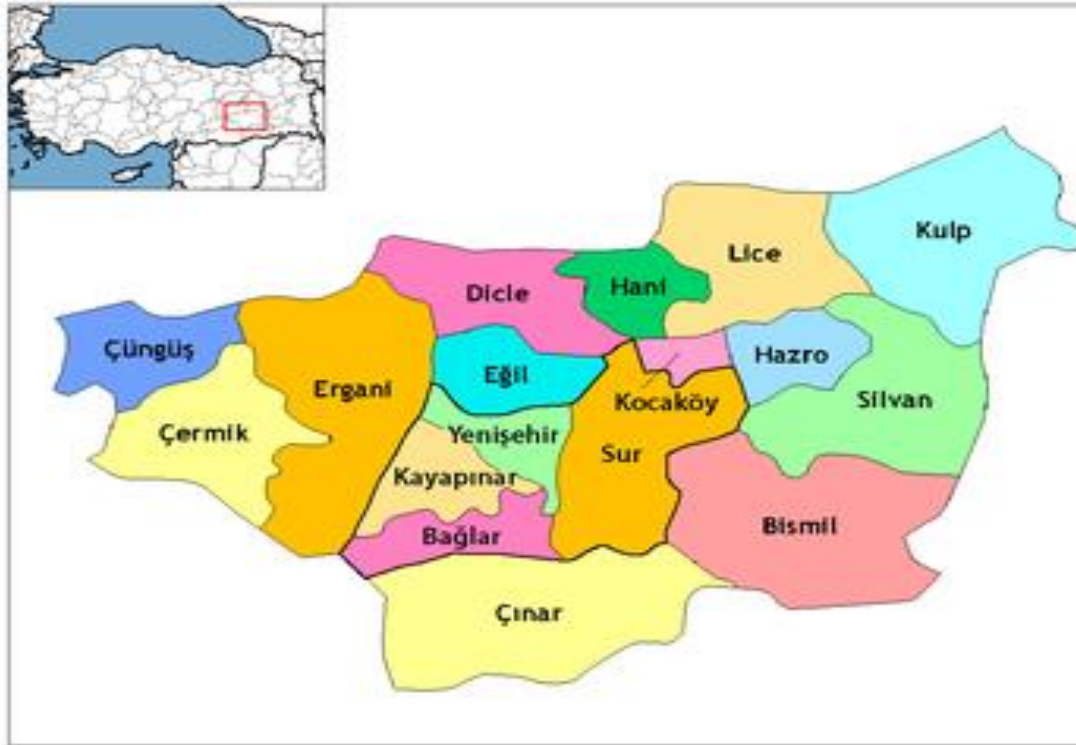 Kulp
Lice
Hani
Dicle
Çüngüş
Hazro
Eğil
Ergani
Kocaköy
Silvan
Çermik
Yenişehir
Sur
Kayapınar
Bismil
Bağlar
Çınar